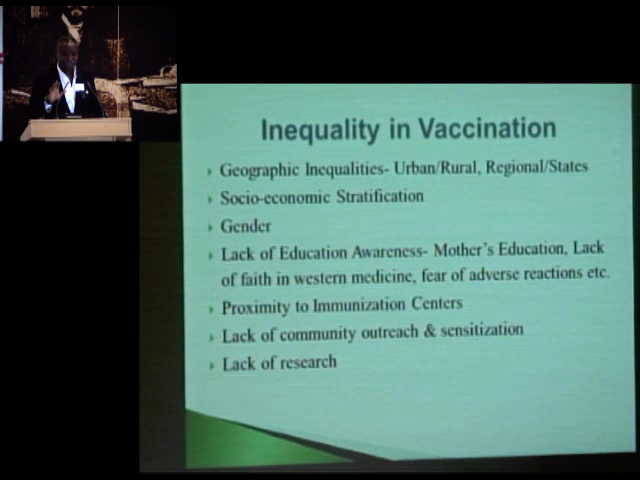 Inequality in Vaccination
Geographic Inequalities- Urban/Rural, Regional/States
Socio-economic Stratification
Gender
Lack of Education Awareness- Mother's Education, Lack
of faith in western medicine, fear of adverse reactions etc.
Proximity to Immunization Centers
Lack of community outreach & sensitization
Lack of research